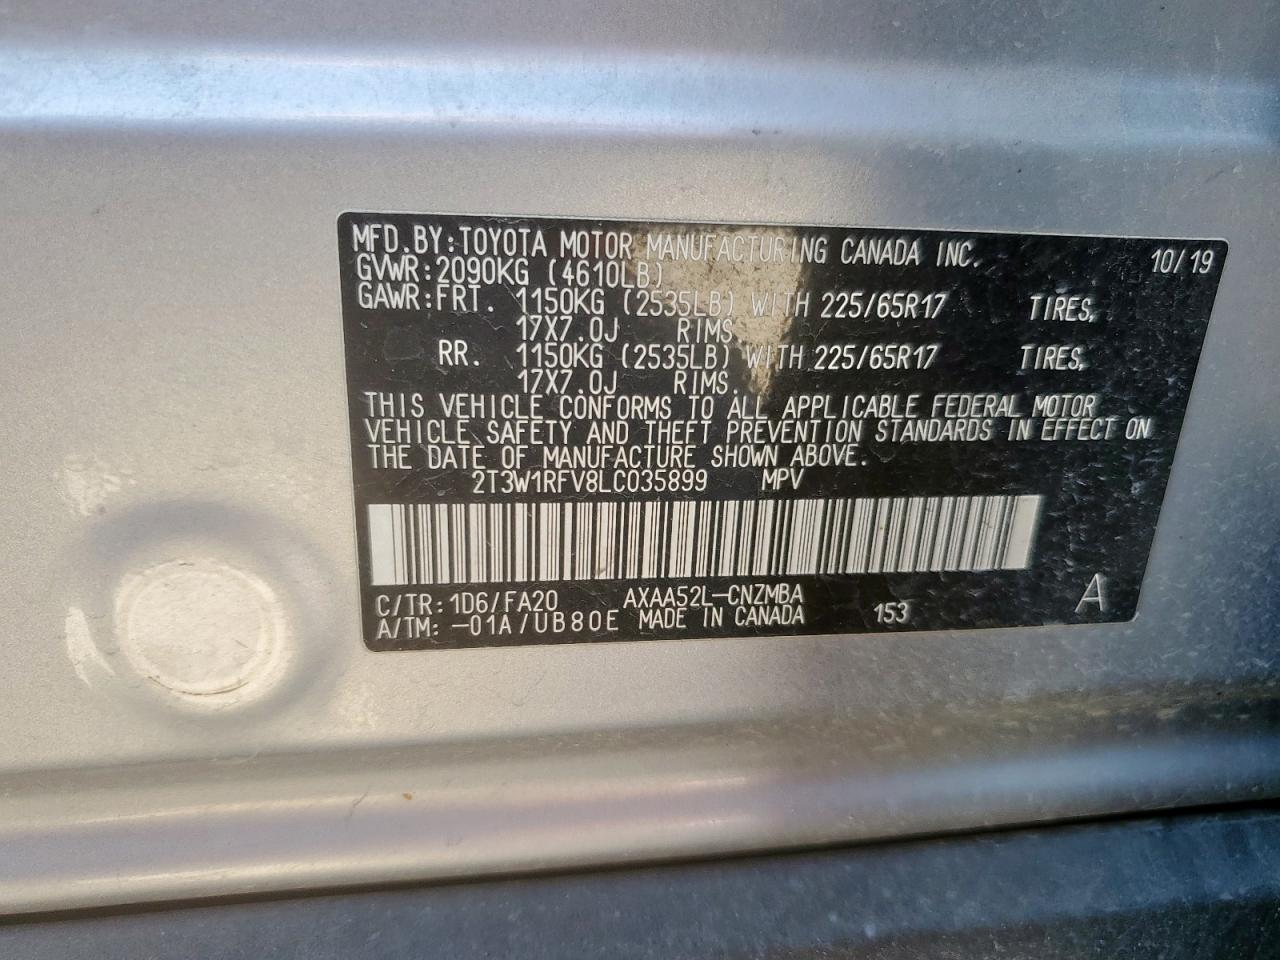 MFD.BY:TOYOTA MOTOR MANUFACTURING CANADA INC. 10/19
GVWR:2090KG (4610LB)
GAWR:FRT. 1150KG (2535LB) WITH 225/65R17 TIRES,
17X7.0J RIMS
RR. 1150KG (2535LB) WITH 225/65R17 TIRES,
17X7.0J RIMS.
THIS VEHICLE CONFORMS TO ALL APPLICABLE FEDERAL MOTOR
VEHICLE SAFETY AND THEFT PREVENTION STANDARDS IN EFFECT ON
THE DATE OF MANUFACTURE SHOWN ABOVE.
2T3W1RFV8LC035899 MPV
C/TR:1D6/FA20 AXAA52L-CNZMBA 153 A
A/TM: -01A/UB80E MADE IN CANADA